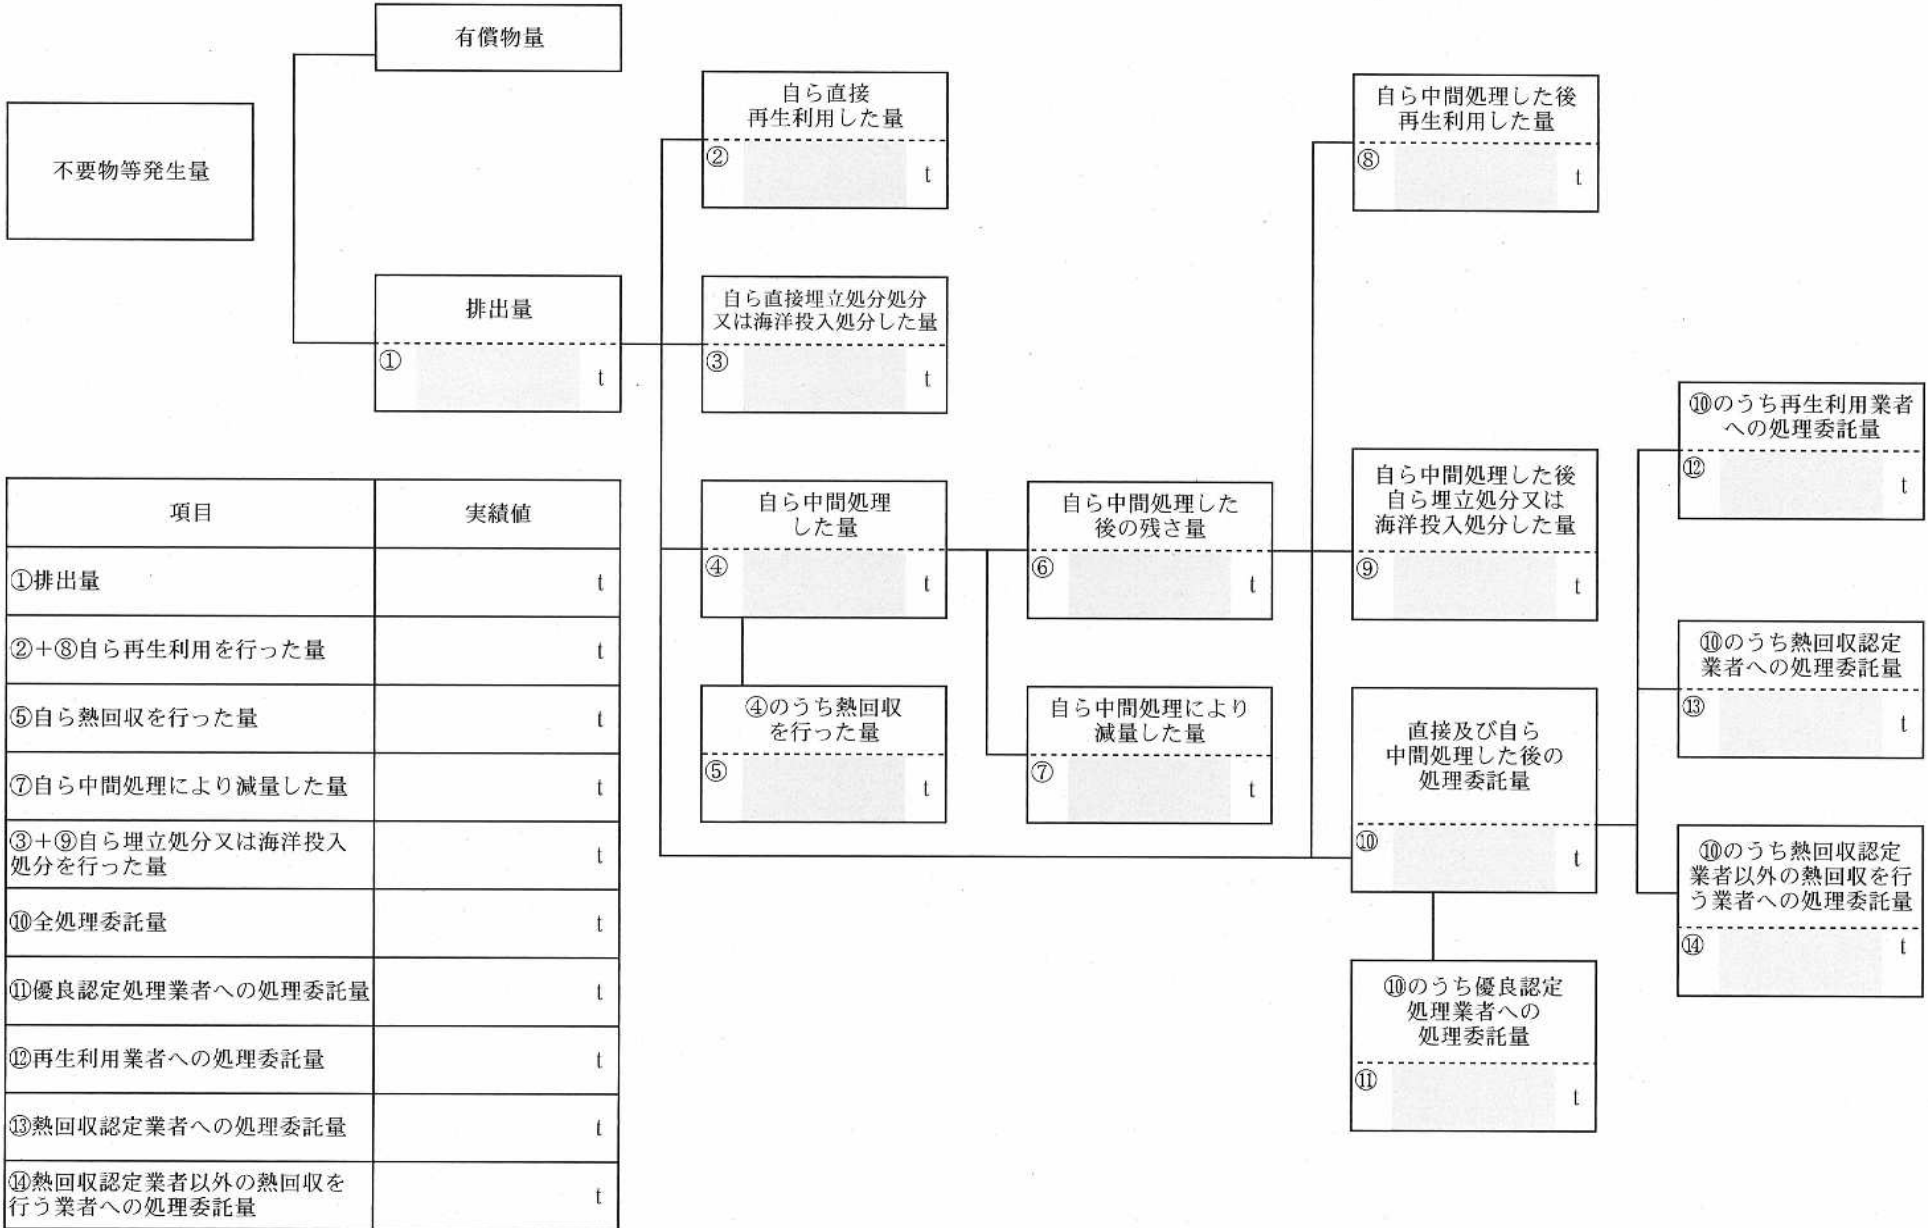 有償物量
不要物等発生量
排出量
①
t
自ら直接
再生利用した量
②
t
自ら直接埋立処分処分
又は海洋投入処分した量
③
t
自ら中間処理
した量
④
t
④のうち熱回収
を行った量
⑤
t
自ら中間処理した
後の残さ量
⑥
t
自ら中間処理により
減量した量
⑦
t
自ら中間処理した後
再生利用した量
⑧
t
自ら中間処理した後
自ら埋立処分又は
海洋投入処分した量
⑨
t
直接及び自ら
中間処理した後の
処理委託量
⑩
t
⑩のうち優良認定
処理業者への
処理委託量
⑪
t
⑩のうち再生利用業者
への処理委託量
⑫
t
⑩のうち熱回収認定
業者への処理委託量
⑬
t
⑩のうち熱回収認定
業者以外の熱回収を行
う業者への処理委託量
⑭
t
項目 実績値
①排出量 t
②+⑧自ら再生利用を行った量 t
⑤自ら熱回収を行った量 t
⑦自ら中間処理により減量した量 t
③+⑨自ら埋立処分又は海洋投入
処分を行った量 t
⑩全処理委託量 t
⑪優良認定処理業者への処理委託量 t
⑫再生利用業者への処理委託量 t
⑬熱回収認定業者への処理委託量 t
⑭熱回収認定業者以外の熱回収を
行う業者への処理委託量 t